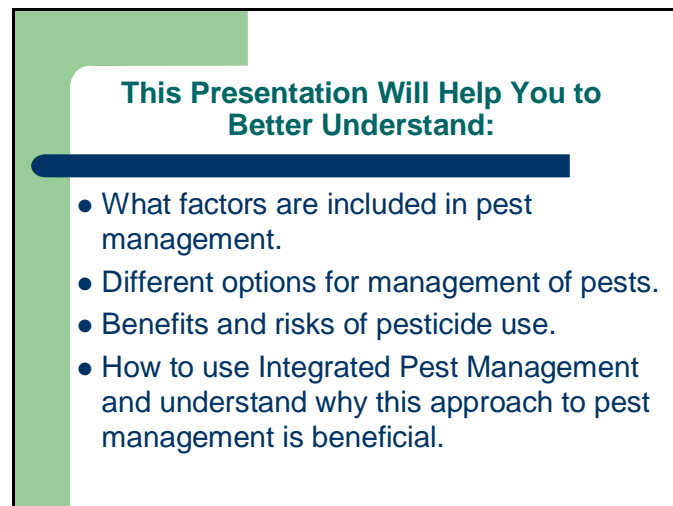 This Presentation Will Help You to
Better Understand:
● What factors are included in pest
management.
● Different options for management of pests.
● Benefits and risks of pesticide use.
● How to use Integrated Pest Management
and understand why this approach to pest
management is beneficial.